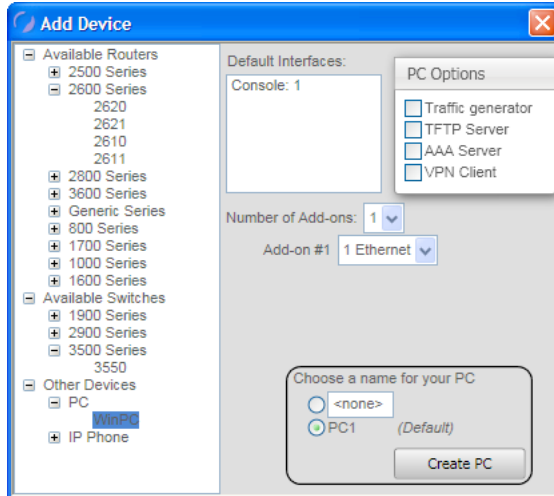 Add Device
Available Routers
2500 Series
2600 Series
2620
2621
2610
2611
2800 Series
3600 Series
Generic Series
800 Series
1700 Series
1000 Series
1600 Series
Available Switches
1900 Series
2900 Series
3500 Series
3550
Other Devices
PC
WinPC
IP Phone
Default Interfaces:
Console: 1
PC Options
Traffic generator
TFTP Server
AAA Server
VPN Client
Number of Add-ons: 1
Add-on #1 1 Ethernet
Choose a name for your PC
<none>
PC1 (Default)
Create PC